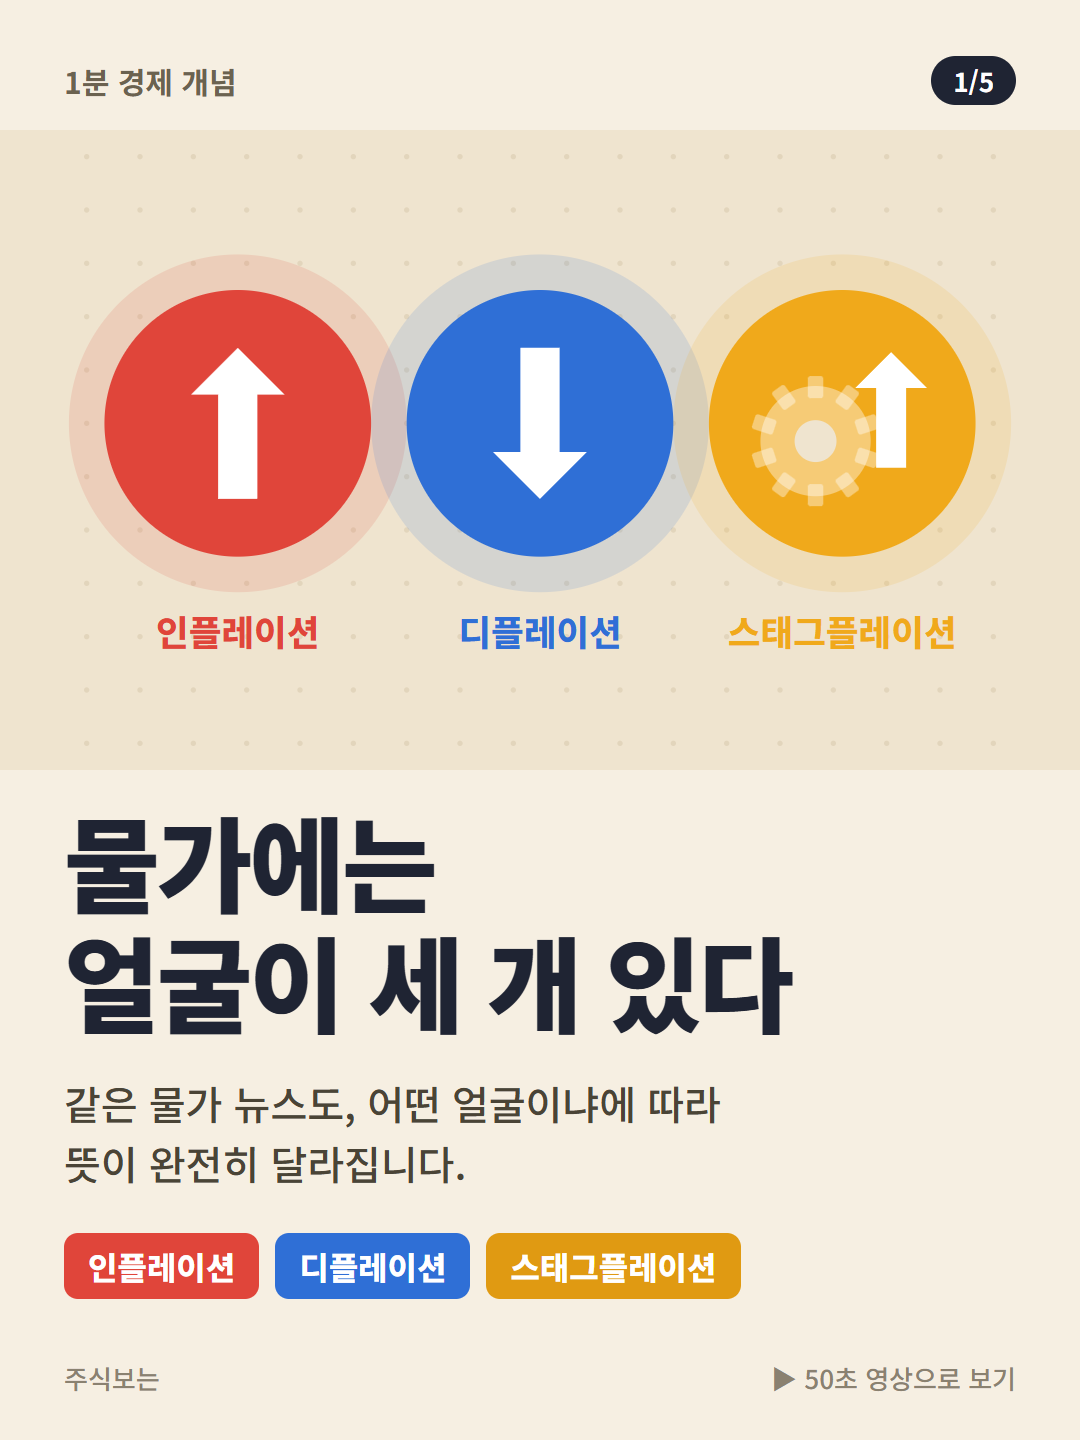 1분 경제 개념
1/5
인플레이션
디플레이션
스태그플레이션
물가에는
얼굴이 세 개 있다
같은 물가 뉴스도, 어떤 얼굴이냐에 따라
뜻이 완전히 달라집니다.
인플레이션
디플레이션
스태그플레이션
주식보는
▶ 50초 영상으로 보기